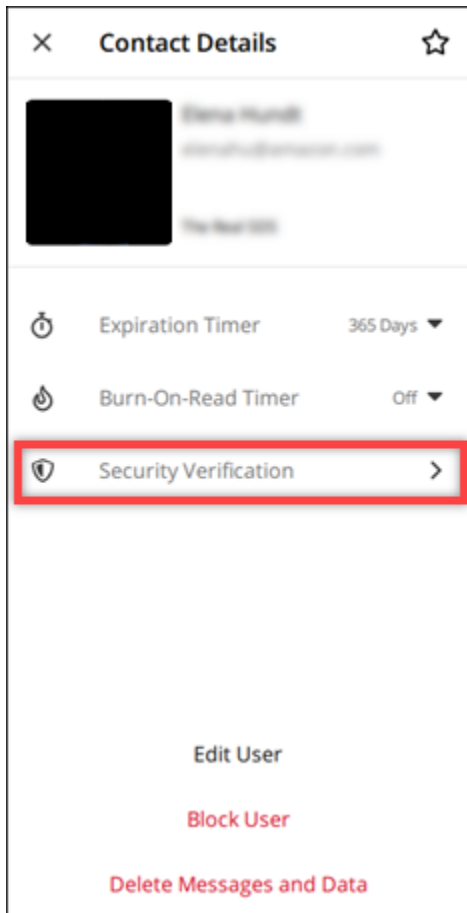 Contact Details
Expiration Timer 365 Days
Burn-On-Read Timer Off
Security Verification
Edit User
Block User
Delete Messages and Data